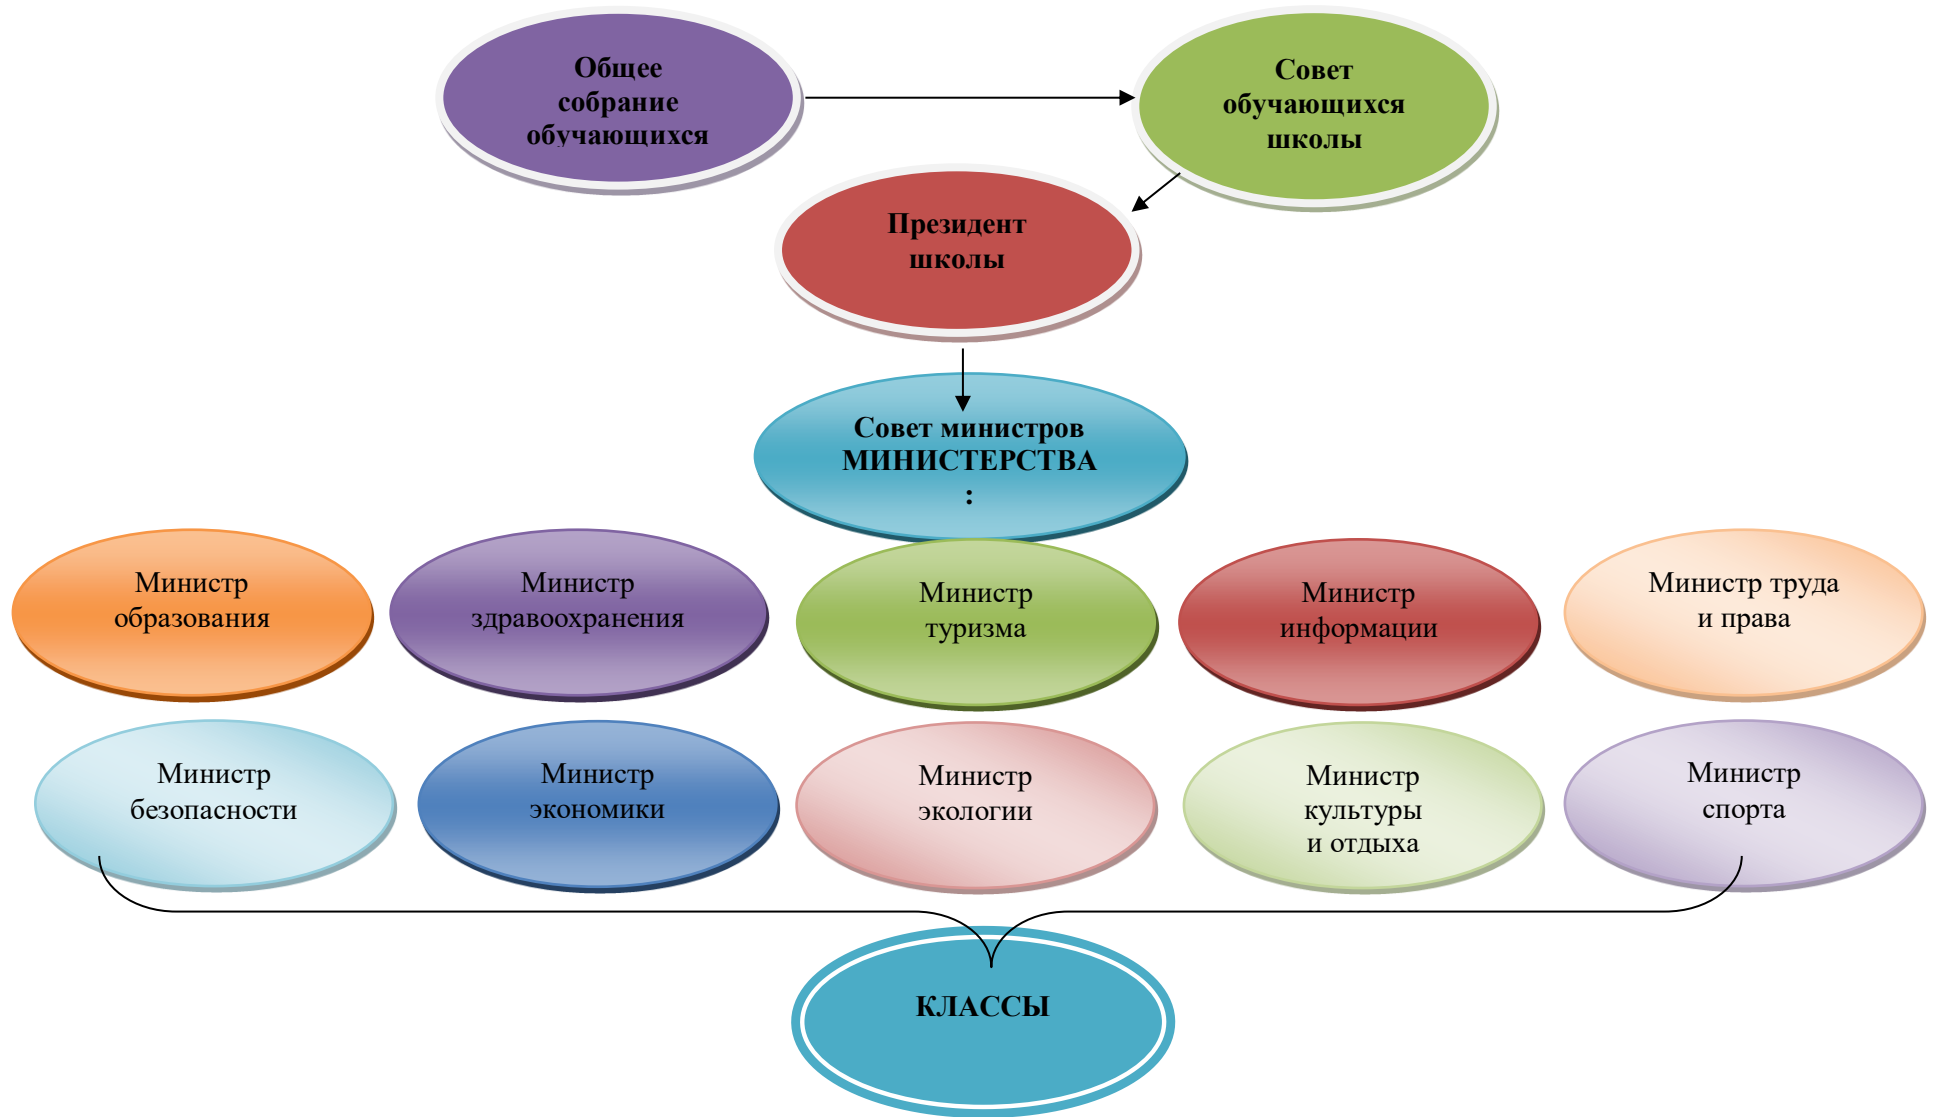 Общее
собрание
обучающихся
Совет
обучающихся
школы
Президент
школы
Совет министров
МИНИСТЕРСТВА
:
Министр
образования
Министр
здравоохранения
Министр
туризма
Министр
информации
Министр труда
и права
Министр
безопасности
Министр
экономики
Министр
экологии
Министр
культуры
и отдыха
Министр
спорта
КЛАССЫ